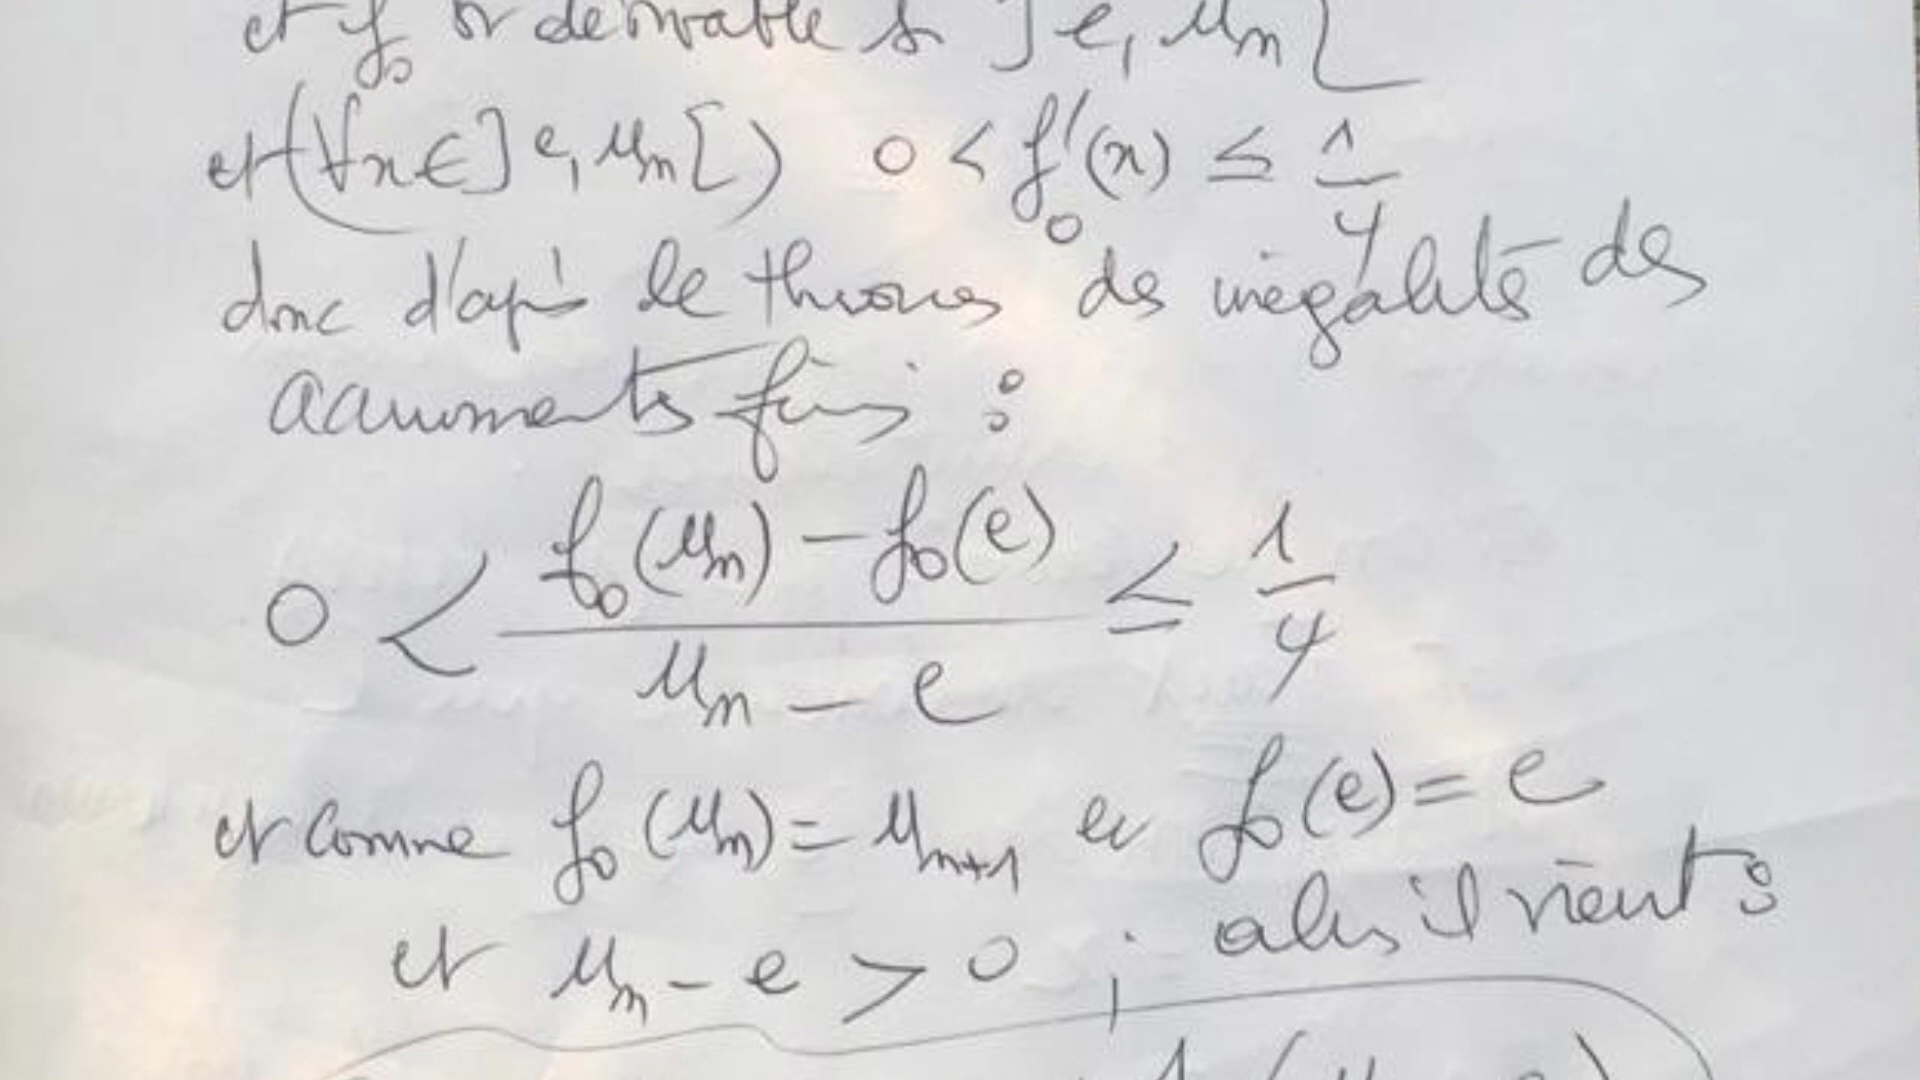 et f₀ est dérivable sr ]e, uₙ[
et (∀x∈]e, uₙ[) 0 < f₀'(x) ≤ 1/4
donc d'après le théorème des inégalités des
accroissements finis :
0 < (f₀(uₙ) - f₀(e)) / (uₙ - e) ≤ 1/4
et comme f₀(uₙ) = uₙ₊₁ et f₀(e) = e
et uₙ - e > 0 ; alors il vient :